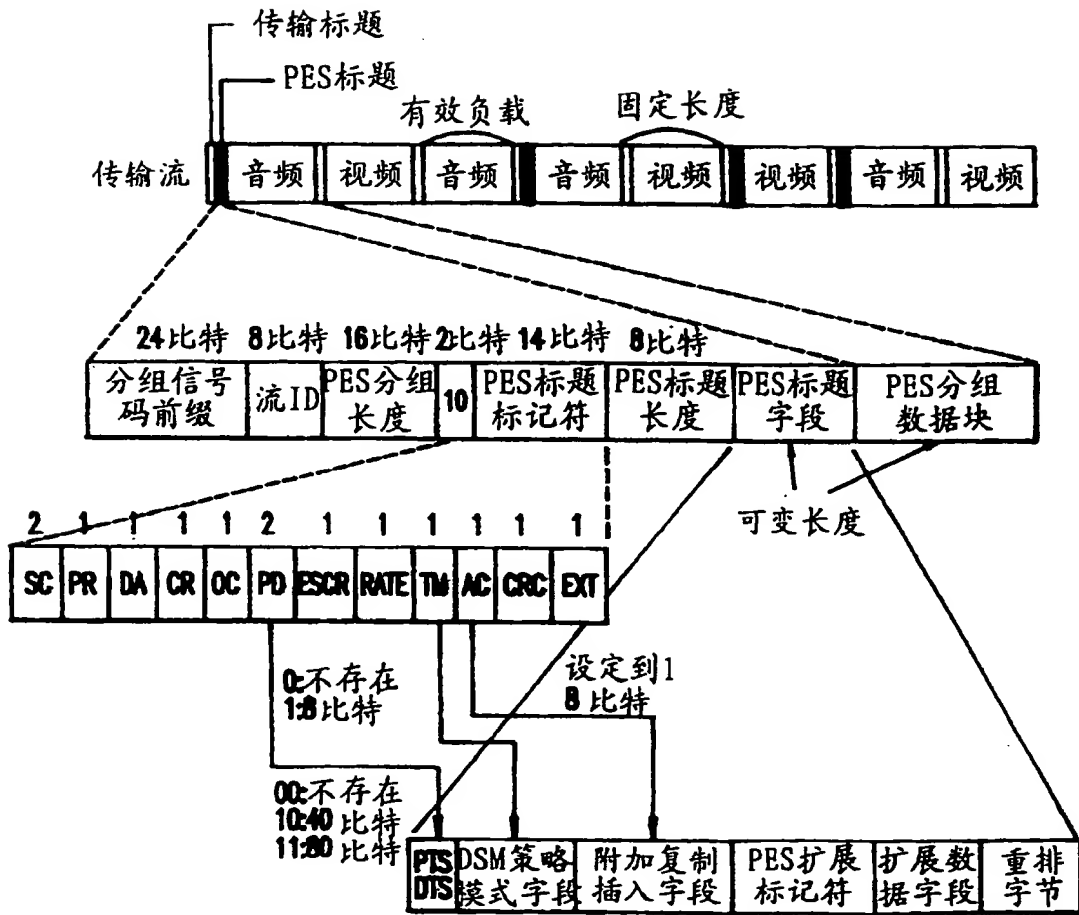 传输标题
PES标题
有效负载
固定长度
传输流 音频 视频 音频 音频 视频 视频 音频 视频
24比特 8比特 16比特 2比特 14比特 8比特
分组信号
码前缀
流ID
PES分组
长度
10
PES标题
标记符
PES标题
长度
PES标题
字段
PES分组
数据块
可变长度
2 1 1 1 1 2 1 1 1 1 1 1
SC PR DA CR OC PD ESCR RATE TM AC CRC EXT
0:不存在
1:8比特
设定到1
8比特
00:不存在
10:40比特
11:80比特
PTS
DTS
DSM策略
模式字段
附加复制
插入字段
PES扩展
标记符
扩展数
据字段
重排
字节